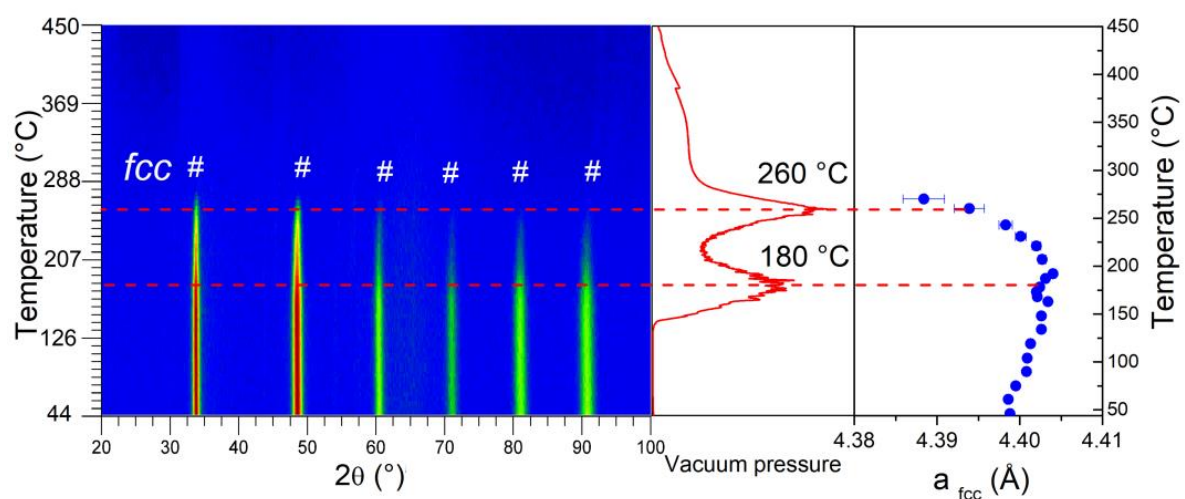 450
369
288
207
126
44
Temperature (°C)
fcc # # # # # #
20 30 40 50 60 70 80 90 100
2θ (°)
260 °C
180 °C
Vacuum pressure
450
400
350
300
250
200
150
100
50
Temperature (°C)
4.38 4.39 4.40 4.41
a fcc (Å)